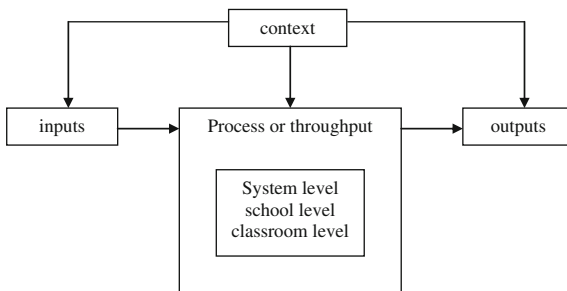 context
inputs
Process or throughput
outputs
System level
school level
classroom level